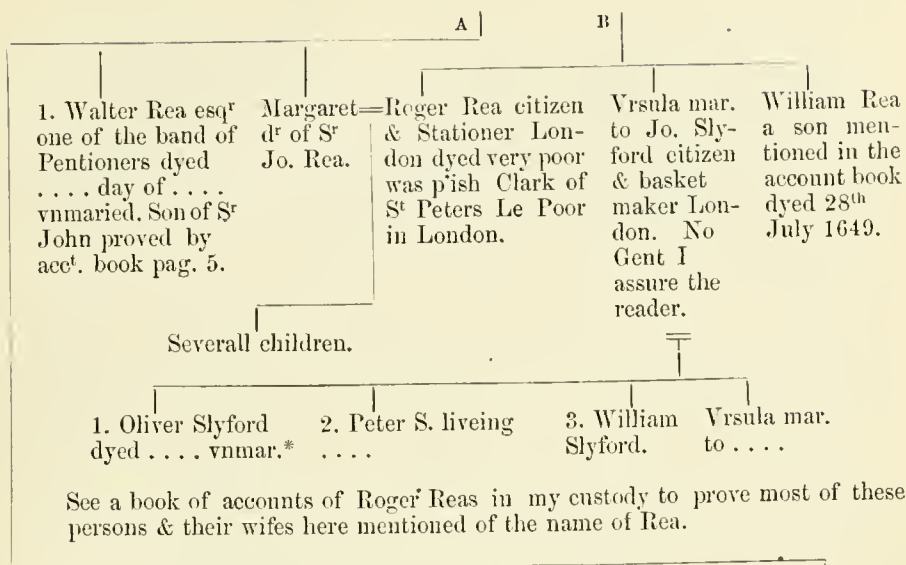 A B
1. Walter Rea esqʳ
one of the band of
Pentioners dyed
. . . . day of . . . .
vnmaried. Son of Sʳ
John proved by
accᵗ. book pag. 5.
Margaret=
dʳ of Sʳ
Jo. Rea.
Roger Rea citizen
& Stationer Lon-
don dyed very poor
was p'ish Clark of
Sᵗ Peters Le Poor
in London.
Vrsula mar.
to Jo. Sly-
ford citizen
& basket
maker Lon-
don. No
Gent I
assure the
reader.
William Rea
a son men-
tioned in the
account book
dyed 28ᵗʰ
July 1649.
Severall children.
1. Oliver Slyford
dyed . . . . vnmar.*
2. Peter S. liveing
. . . .
3. William
Slyford.
Vrsula mar.
to . . . .
See a book of accounts of Roger Reas in my custody to prove most of these
persons & their wifes here mentioned of the name of Rea.